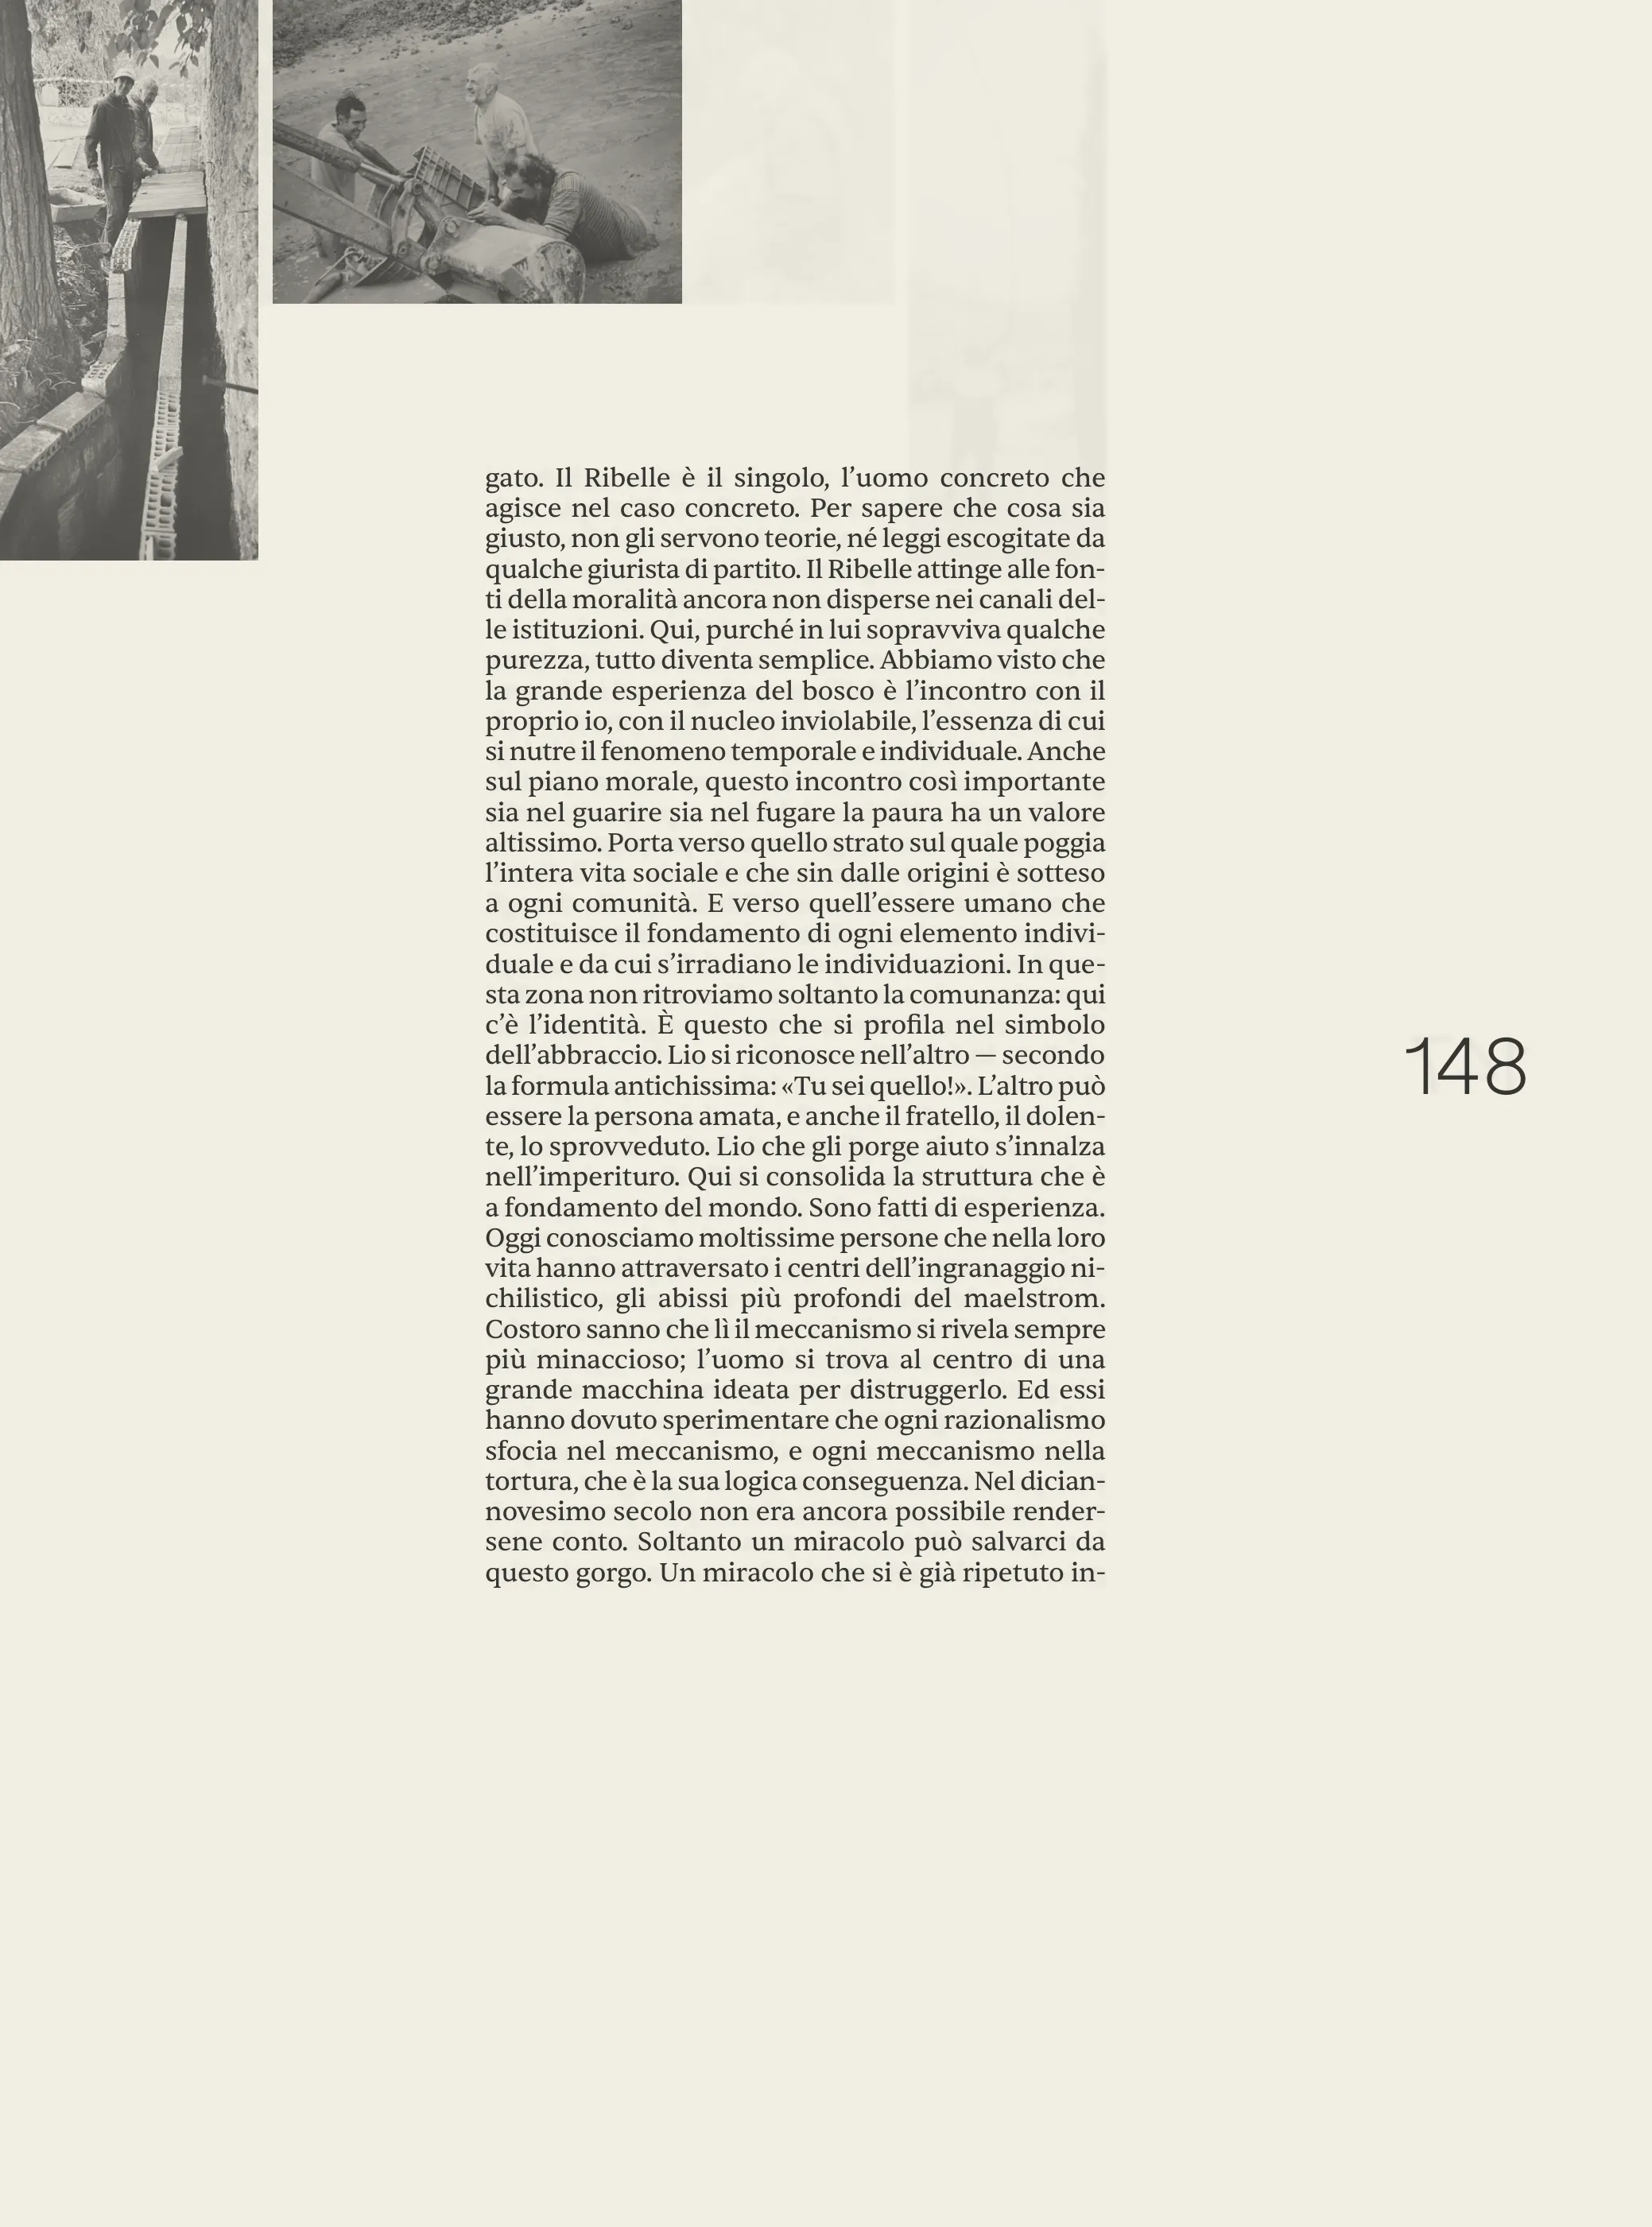 gato. Il Ribelle è il singolo, l’uomo concreto che
agisce nel caso concreto. Per sapere che cosa sia
giusto, non gli servono teorie, né leggi escogitate da
qualche giurista di partito. Il Ribelle attinge alle fon-
ti della moralità ancora non disperse nei canali del-
le istituzioni. Qui, purché in lui sopravviva qualche
purezza, tutto diventa semplice. Abbiamo visto che
la grande esperienza del bosco è l’incontro con il
proprio io, con il nucleo inviolabile, l’essenza di cui
si nutre il fenomeno temporale e individuale. Anche
sul piano morale, questo incontro così importante
sia nel guarire sia nel fugare la paura ha un valore
altissimo. Porta verso quello strato sul quale poggia
l’intera vita sociale e che sin dalle origini è sotteso
a ogni comunità. E verso quell’essere umano che
costituisce il fondamento di ogni elemento indivi-
duale e da cui s’irradiano le individuazioni. In que-
sta zona non ritroviamo soltanto la comunanza: qui
c’è l’identità. È questo che si profila nel simbolo
dell’abbraccio. Lio si riconosce nell’altro — secondo
la formula antichissima: «Tu sei quello!». L’altro può
essere la persona amata, e anche il fratello, il dolen-
te, lo sprovveduto. Lio che gli porge aiuto s’innalza
nell’imperituro. Qui si consolida la struttura che è
a fondamento del mondo. Sono fatti di esperienza.
Oggi conosciamo moltissime persone che nella loro
vita hanno attraversato i centri dell’ingranaggio ni-
chilistico, gli abissi più profondi del maelstrom.
Costoro sanno che lì il meccanismo si rivela sempre
più minaccioso; l’uomo si trova al centro di una
grande macchina ideata per distruggerlo. Ed essi
hanno dovuto sperimentare che ogni razionalismo
sfocia nel meccanismo, e ogni meccanismo nella
tortura, che è la sua logica conseguenza. Nel dician-
novesimo secolo non era ancora possibile render-
sene conto. Soltanto un miracolo può salvarci da
questo gorgo. Un miracolo che si è già ripetuto in-
148